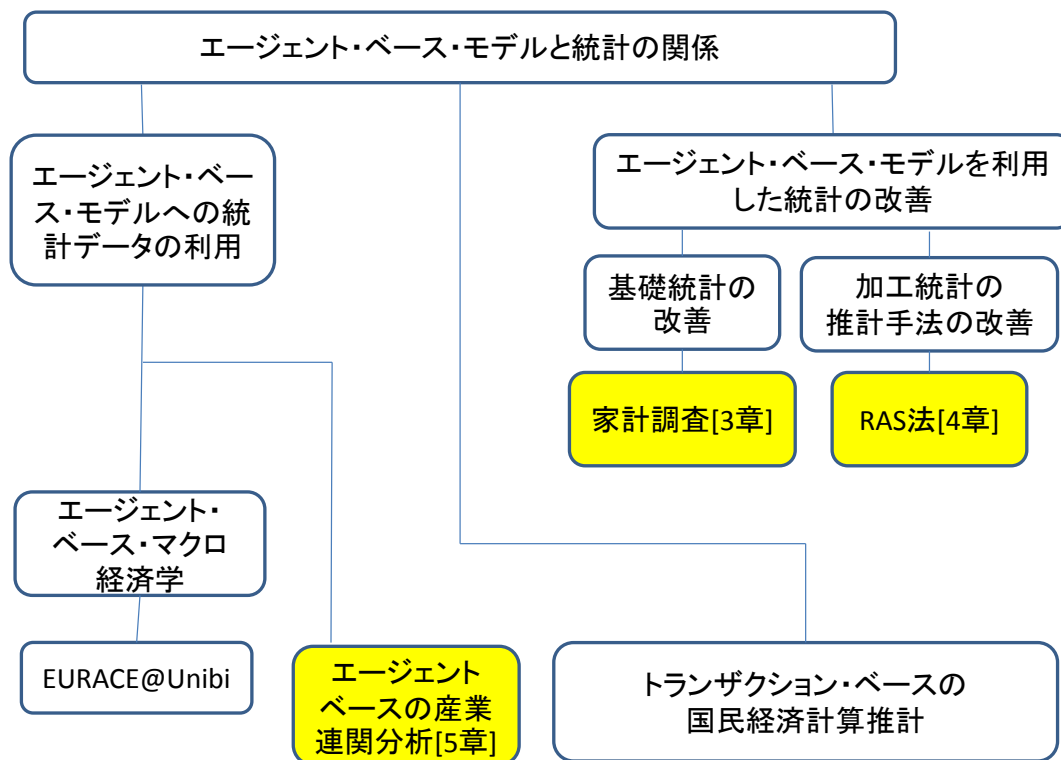 エージェント・ベース・モデルと統計の関係
エージェント・ベー
ス・モデルへの統
計データの利用
エージェント・ベース・モデルを利用
した統計の改善
基礎統計の
改善
加工統計の
推計手法の改善
家計調査[3章]
RAS法[4章]
エージェント・
ベース・マクロ
経済学
EURACE@Unibi
エージェント
ベースの産業
連関分析[5章]
トランザクション・ベースの
国民経済計算推計